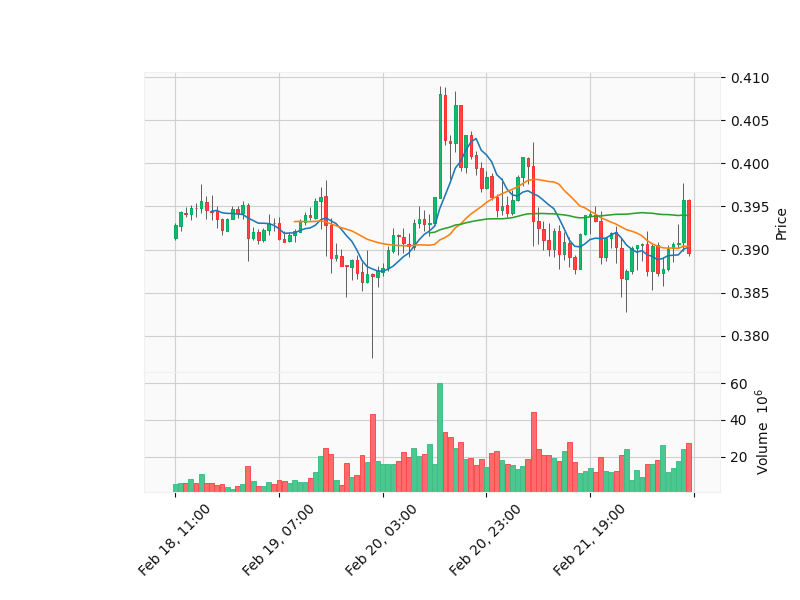 0.410
0.405
0.400
0.395
0.390
0.385
0.380
Price
60
40
20
Volume 10^6
Feb 18, 11:00
Feb 19, 07:00
Feb 20, 03:00
Feb 20, 23:00
Feb 21, 19:00